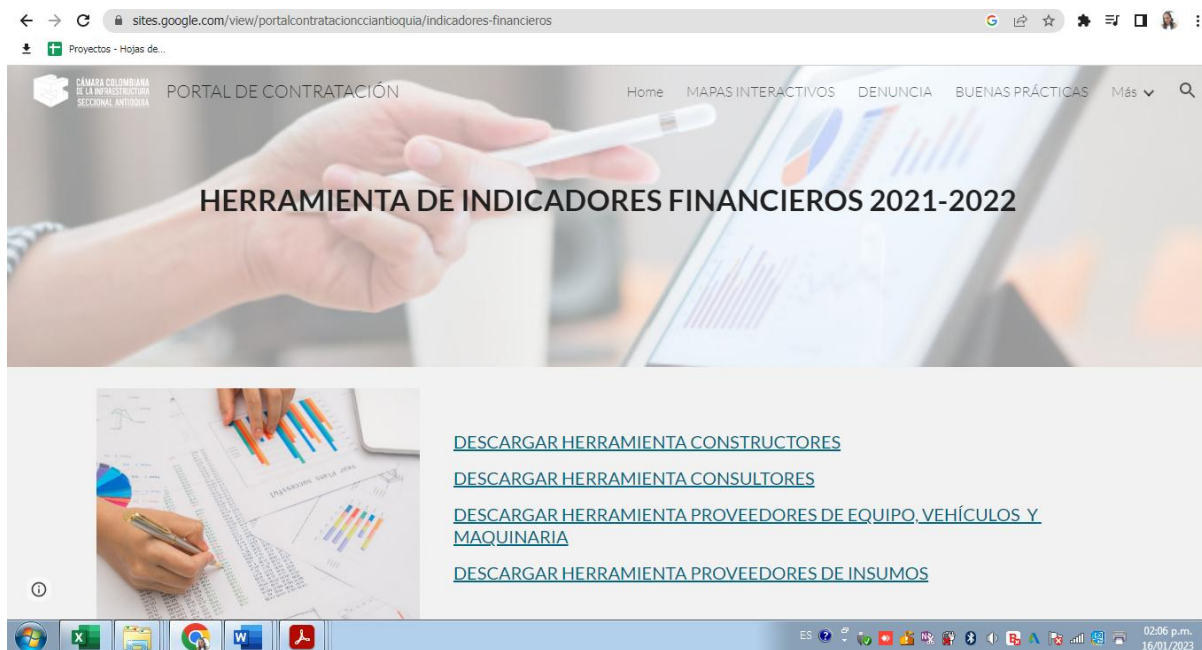 sites.google.com/view/portalcontratacioncciantioquia/indicadores-financieros
Proyectos - Hojas de...
CÁMARA COLOMBIANA
DE LA INFRAESTRUCTURA
SECCIONAL ANTIOQUIA
PORTAL DE CONTRATACIÓN
Home MAPAS INTERACTIVOS DENUNCIA BUENAS PRÁCTICAS Más
HERRAMIENTA DE INDICADORES FINANCIEROS 2021-2022
DESCARGAR HERRAMIENTA CONSTRUCTORES
DESCARGAR HERRAMIENTA CONSULTORES
DESCARGAR HERRAMIENTA PROVEEDORES DE EQUIPO, VEHÍCULOS Y
MAQUINARIA
DESCARGAR HERRAMIENTA PROVEEDORES DE INSUMOS
ES
02:06 p.m.
16/01/2023